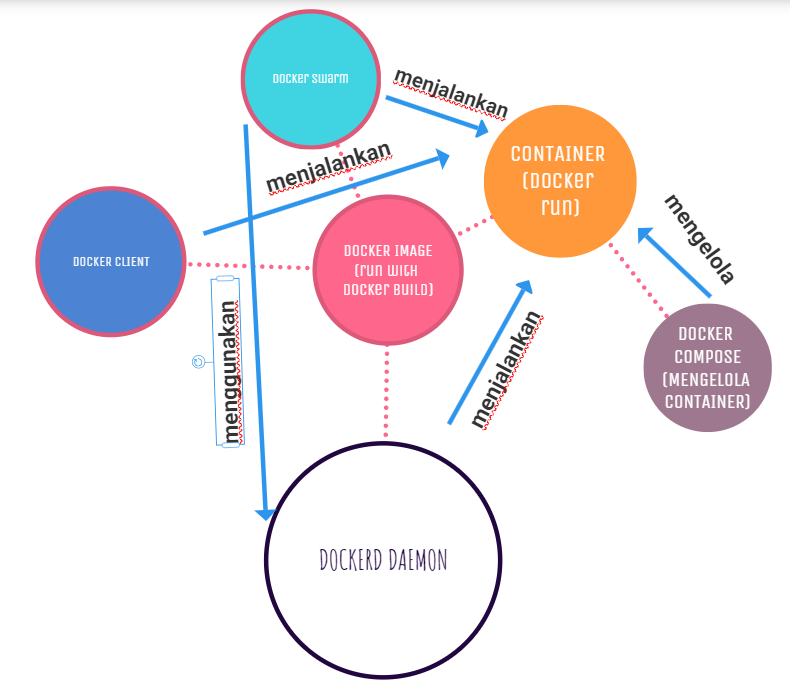 Docker Swarm
menjalankan
CONTAINER
(Docker
run)
menjalankan
DOCKER CLIENT
DOCKER IMAGE
(run with
Docker Build)
mengelola
menggunakan
menjalankan
DOCKER
COMPOSE
(MENGELOLA
CONTAINER)
DOCKERD DAEMON